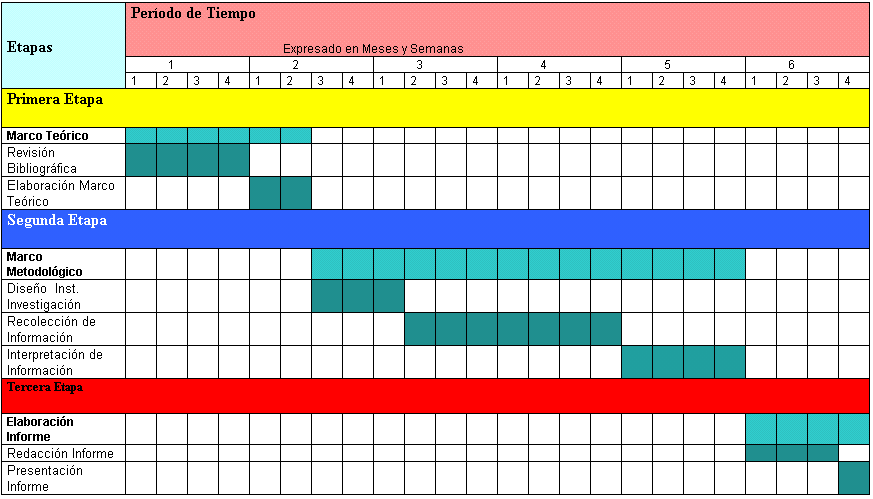 Período de Tiempo
Etapas
Expresado en Meses y Semanas
1 2 3 4 5 6
1 2 3 4 1 2 3 4 1 2 3 4 1 2 3 4 1 2 3 4 1 2 3 4
Primera Etapa
Marco Teórico
Revisión
Bibliográfica
Elaboración Marco
Teórico
Segunda Etapa
Marco
Metodológico
Diseño Inst.
Investigación
Recolección de
Información
Interpretación de
Información
Tercera Etapa
Elaboración
Informe
Redacción Informe
Presentación
Informe